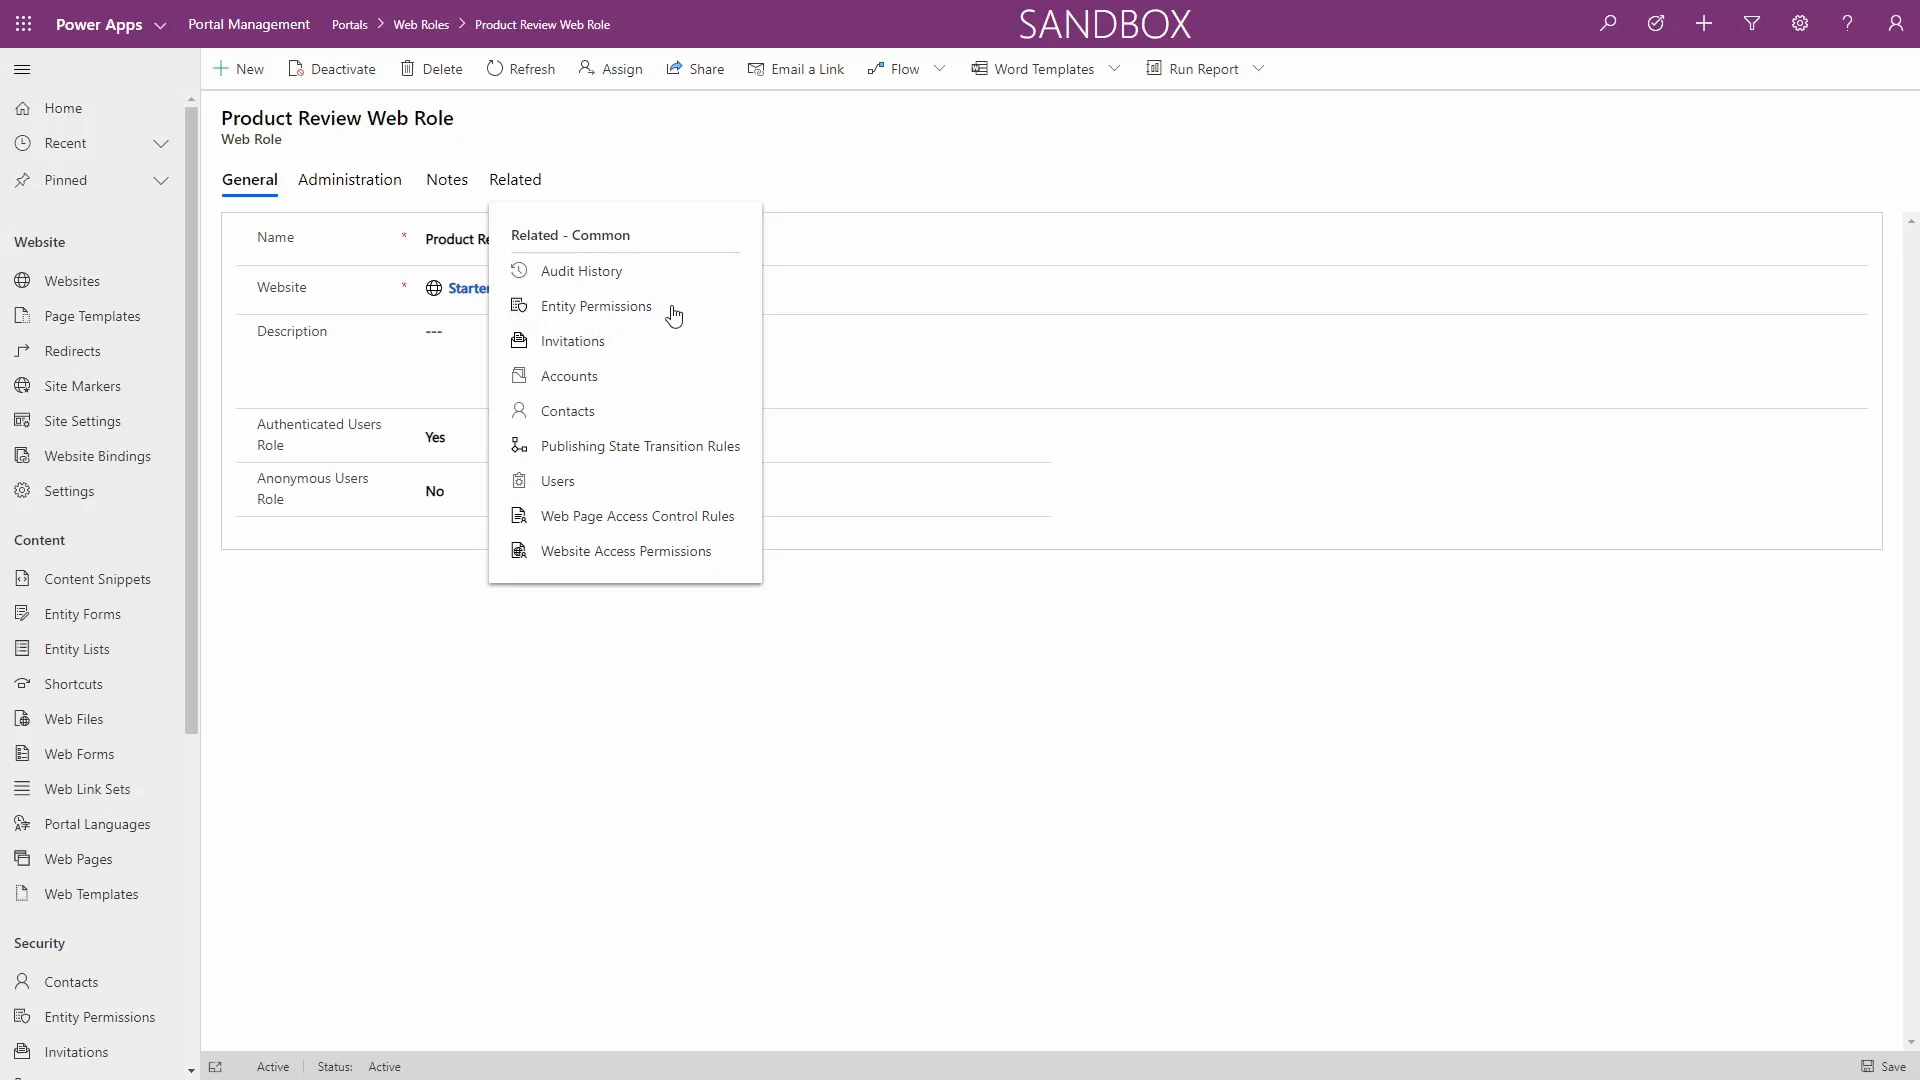 Power Apps
Portal Management
Portals > Web Roles > Product Review Web Role
SANDBOX
?
New
Deactivate
Delete
Refresh
Assign
Share
Email a Link
Flow
Word Templates
Run Report
Home
Recent
Pinned
Website
Websites
Page Templates
Redirects
Site Markers
Site Settings
Website Bindings
Settings
Content
Content Snippets
Entity Forms
Entity Lists
Shortcuts
Web Files
Web Forms
Web Link Sets
Portal Languages
Web Pages
Web Templates
Security
Contacts
Entity Permissions
Invitations
Product Review Web Role
Web Role
General
Administration
Notes
Related
Name
*
Product Re
Website
*
Starter
Description
---
Authenticated Users
Role
Yes
Anonymous Users
Role
No
Related - Common
Audit History
Entity Permissions
Invitations
Accounts
Contacts
Publishing State Transition Rules
Users
Web Page Access Control Rules
Website Access Permissions
Active
Status: Active
Save